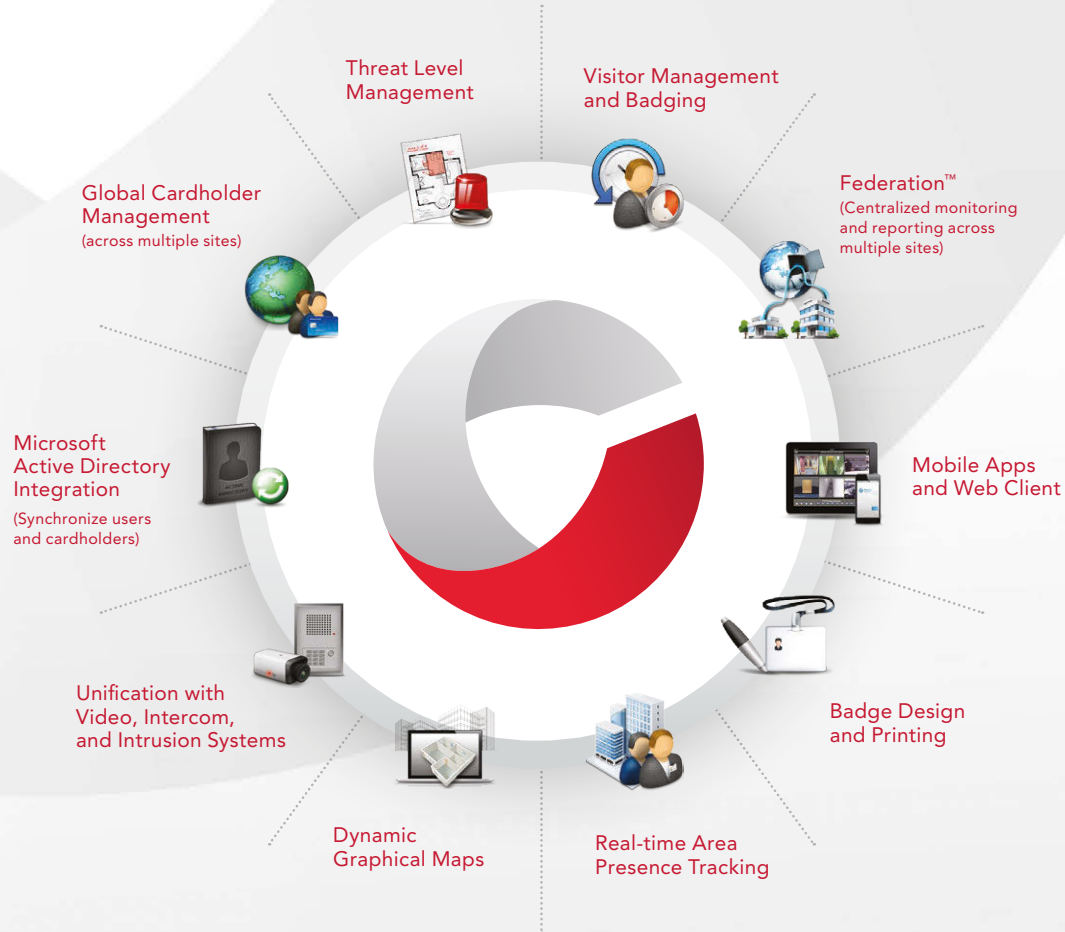 Threat Level
Management
Visitor Management
and Badging
Federation™
(Centralized monitoring
and reporting across
multiple sites)
Mobile Apps
and Web Client
Badge Design
and Printing
Real-time Area
Presence Tracking
Dynamic
Graphical Maps
Unification with
Video, Intercom,
and Intrusion Systems
Microsoft
Active Directory
Integration
(Synchronize users
and cardholders)
ACTIVE
DIRECTORY
Global Cardholder
Management
(across multiple sites)